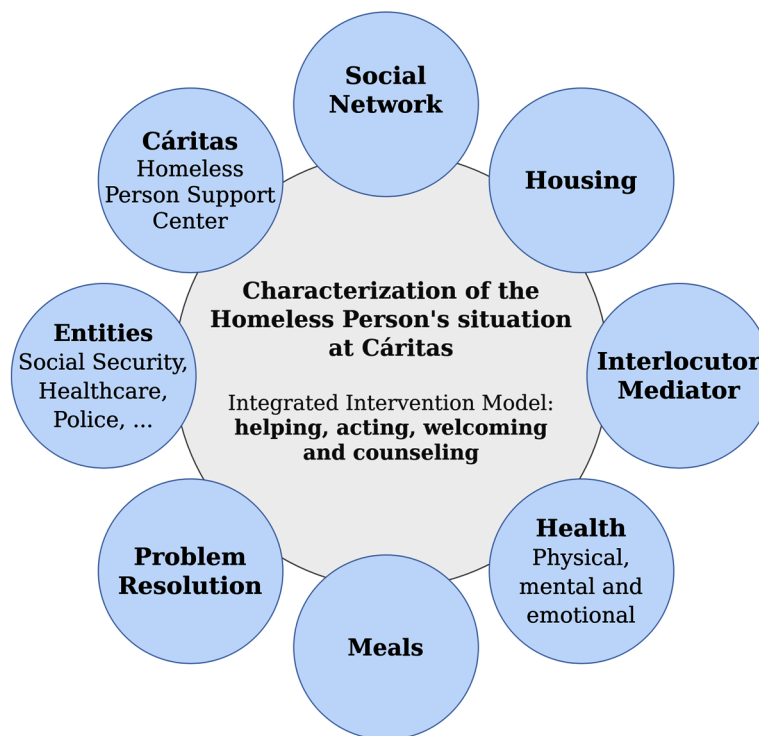 Social
Network
Cáritas
Homeless
Person Support
Center
Housing
Characterization of the
Homeless Person's situation
at Cáritas
Integrated Intervention Model:
helping, acting, welcoming
and counseling
Entities
Social Security,
Healthcare,
Police, ...
Interlocutor
Mediator
Problem
Resolution
Health
Physical,
mental and
emotional
Meals